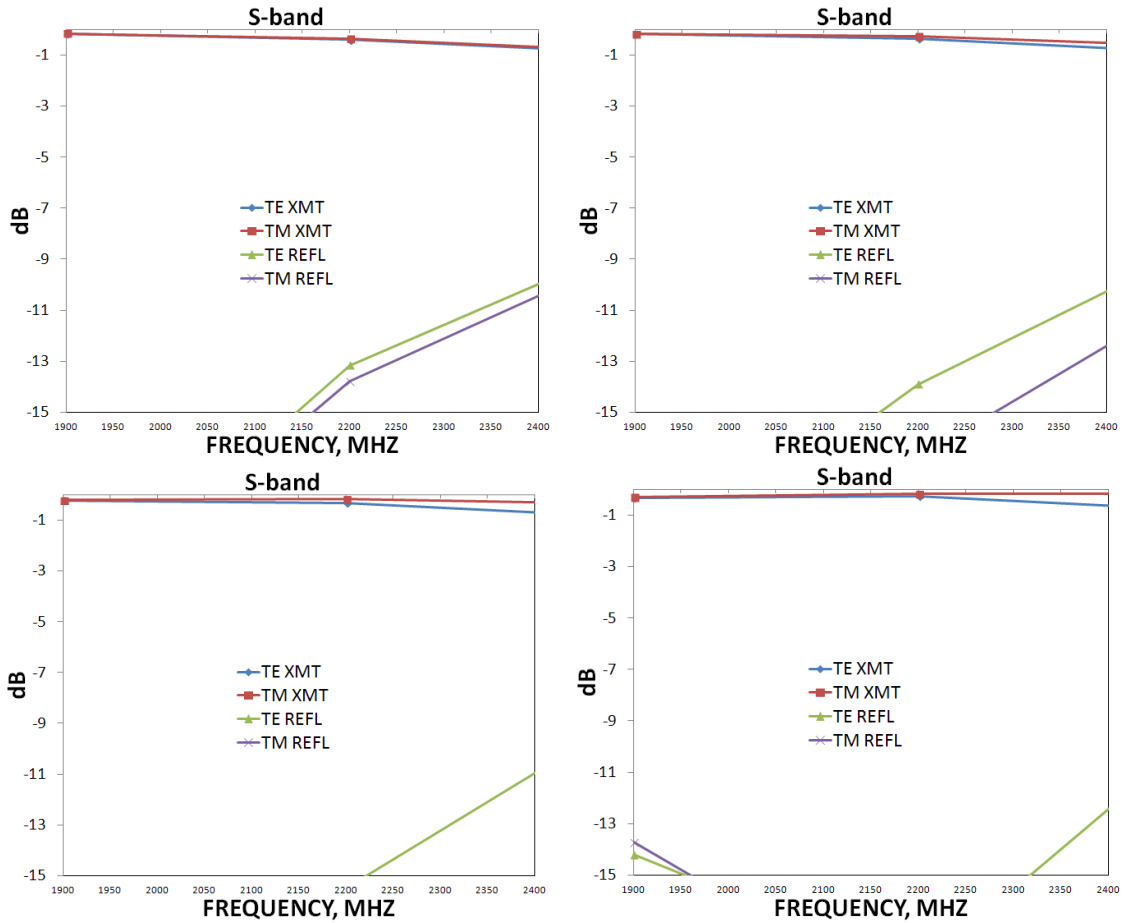 S-band
-1
-3
-5
-7
-9
-11
-13
-15
dB
TE XMT
TM XMT
TE REFL
TM REFL
1900 1950 2000 2050 2100 2150 2200 2250 2300 2350 2400
FREQUENCY, MHZ
S-band
-1
-3
-5
-7
-9
-11
-13
-15
dB
TE XMT
TM XMT
TE REFL
TM REFL
1900 1950 2000 2050 2100 2150 2200 2250 2300 2350 2400
FREQUENCY, MHZ
S-band
-1
-3
-5
-7
-9
-11
-13
-15
dB
TE XMT
TM XMT
TE REFL
TM REFL
1900 1950 2000 2050 2100 2150 2200 2250 2300 2350 2400
FREQUENCY, MHZ
S-band
-1
-3
-5
-7
-9
-11
-13
-15
dB
TE XMT
TM XMT
TE REFL
TM REFL
1900 1950 2000 2050 2100 2150 2200 2250 2300 2350 2400
FREQUENCY, MHZ